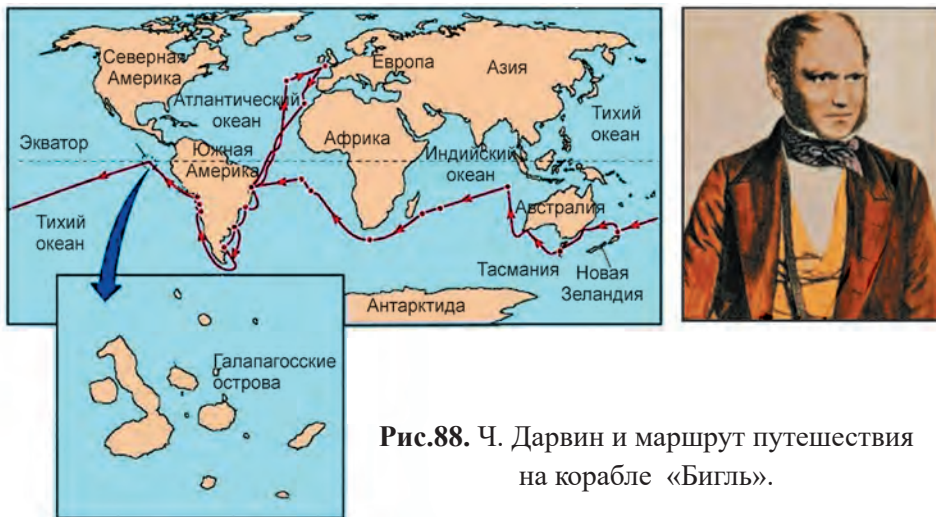 Северная
Америка
Европа
Азия
Атлантический
океан
Тихий
океан
Экватор
Африка
Южная
Америка
Индийский
океан
Австралия
Тихий
океан
Тасмания
Новая
Зеландия
Антарктида
Галапагосские
острова
Рис.88. Ч. Дарвин и маршрут путешествия
на корабле «Бигль».